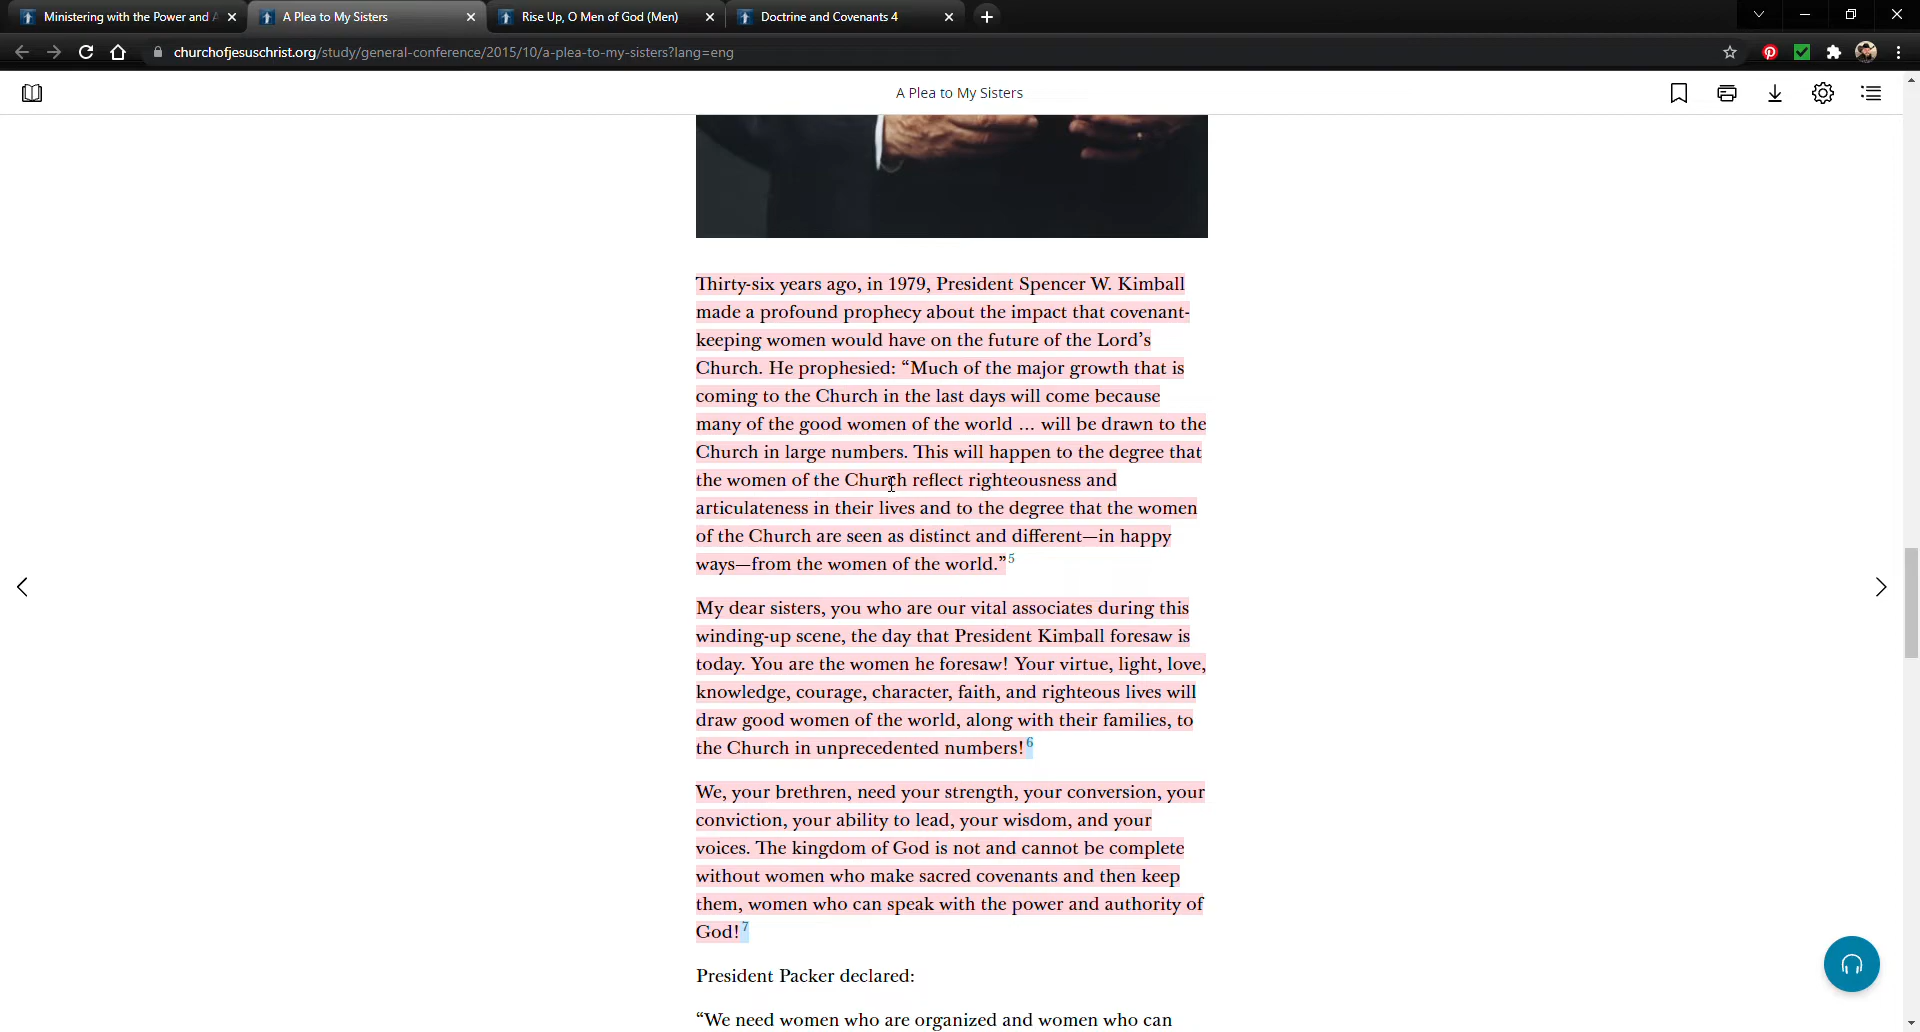 Ministering with the Power and A
A Plea to My Sisters
Rise Up, O Men of God (Men)
Doctrine and Covenants 4
churchofjesuschrist.org/study/general-conference/2015/10/a-plea-to-my-sisters?lang=eng
A Plea to My Sisters
Thirty-six years ago, in 1979, President Spencer W. Kimball
made a profound prophecy about the impact that covenant-
keeping women would have on the future of the Lord’s
Church. He prophesied: “Much of the major growth that is
coming to the Church in the last days will come because
many of the good women of the world … will be drawn to the
Church in large numbers. This will happen to the degree that
the women of the Church reflect righteousness and
articulateness in their lives and to the degree that the women
of the Church are seen as distinct and different—in happy
ways—from the women of the world.”5
My dear sisters, you who are our vital associates during this
winding-up scene, the day that President Kimball foresaw is
today. You are the women he foresaw! Your virtue, light, love,
knowledge, courage, character, faith, and righteous lives will
draw good women of the world, along with their families, to
the Church in unprecedented numbers!6
We, your brethren, need your strength, your conversion, your
conviction, your ability to lead, your wisdom, and your
voices. The kingdom of God is not and cannot be complete
without women who make sacred covenants and then keep
them, women who can speak with the power and authority of
God!7
President Packer declared:
“We need women who are organized and women who can